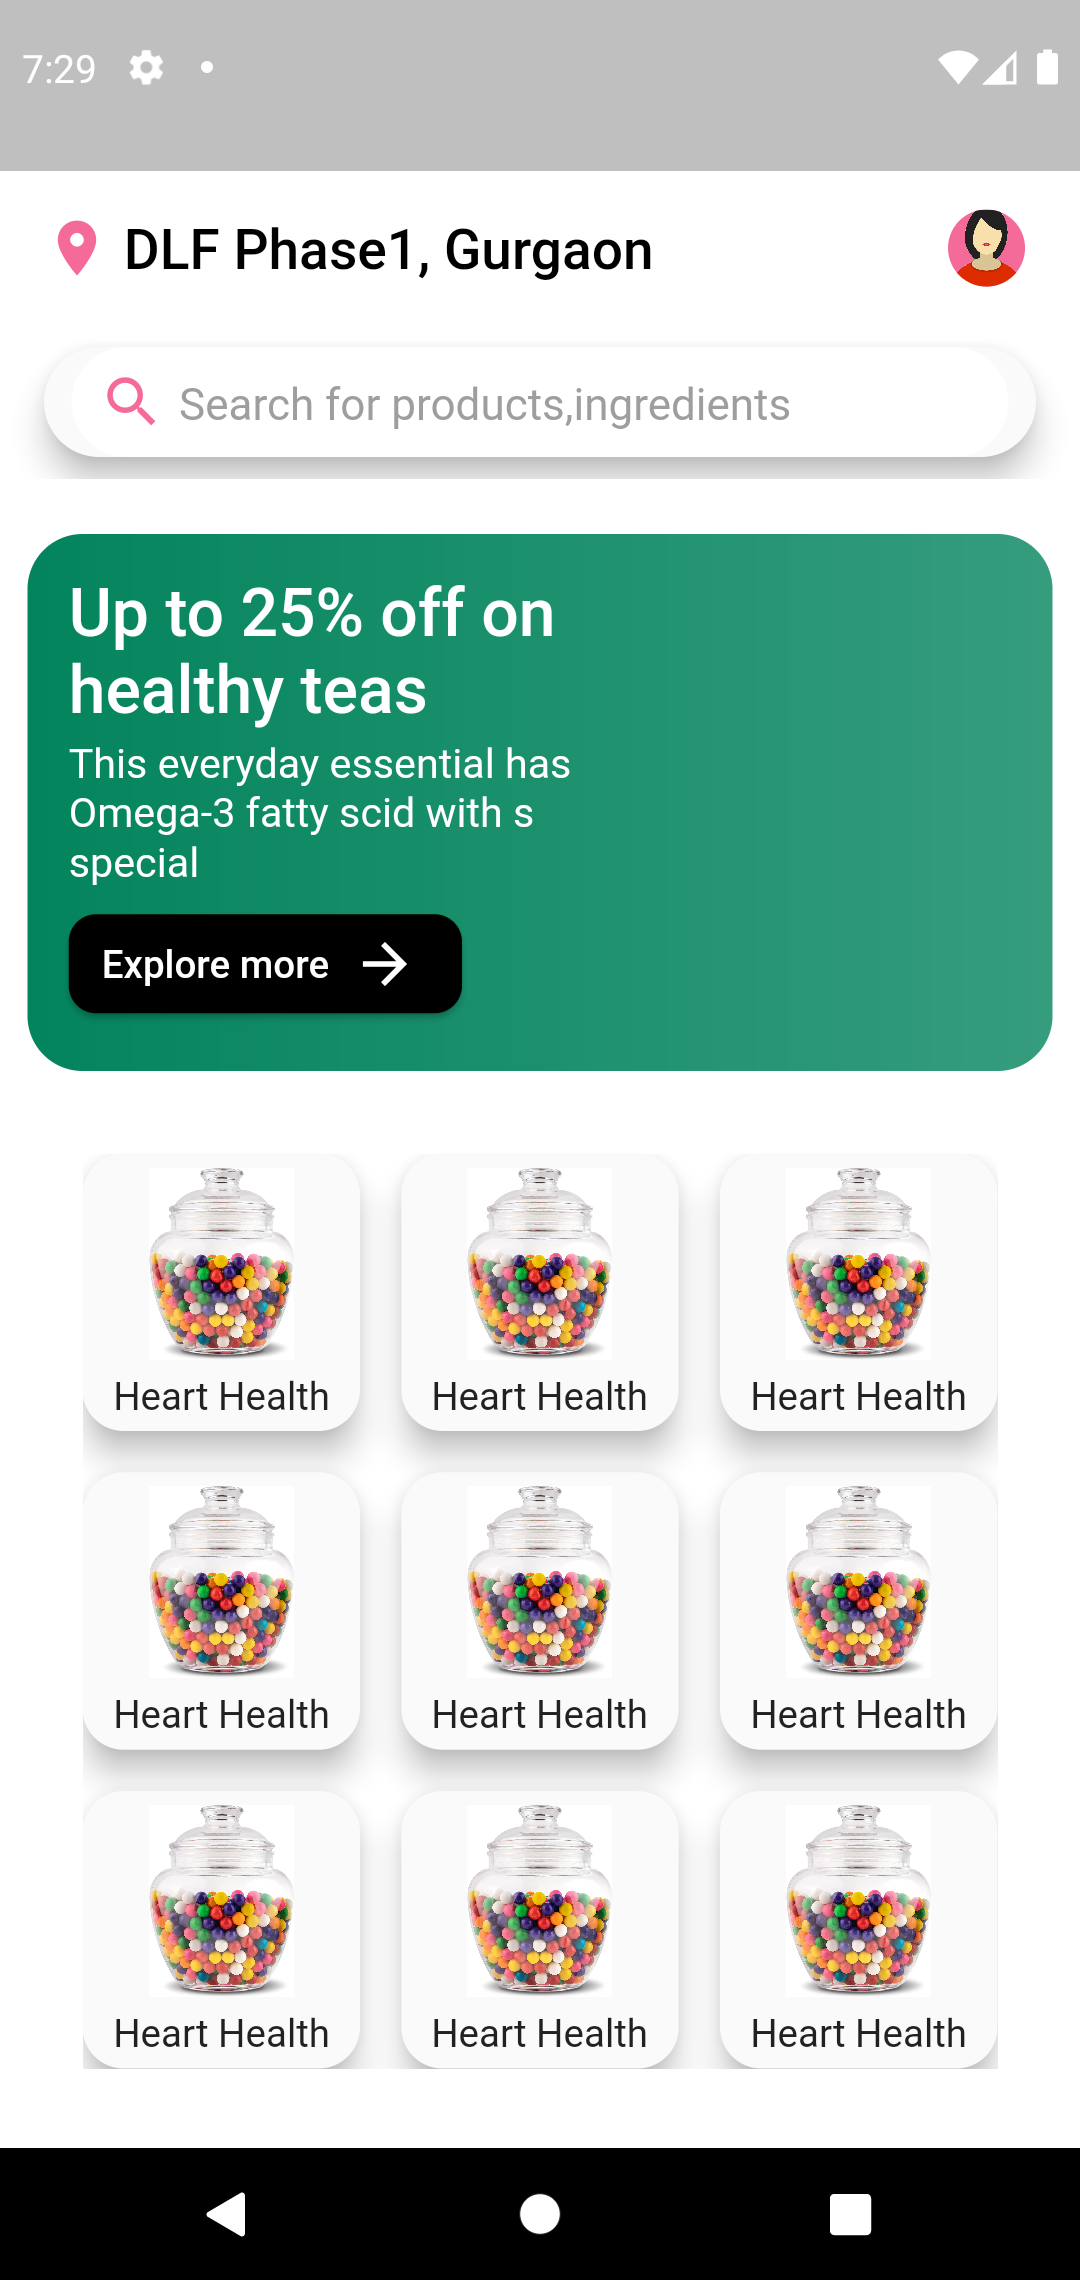 7:29
DLF Phase1, Gurgaon
Search for products,ingredients
Up to 25% off on
healthy teas
This everyday essential has
Omega-3 fatty scid with s
special
Explore more
Heart Health Heart Health Heart Health
Heart Health Heart Health Heart Health
Heart Health Heart Health Heart Health